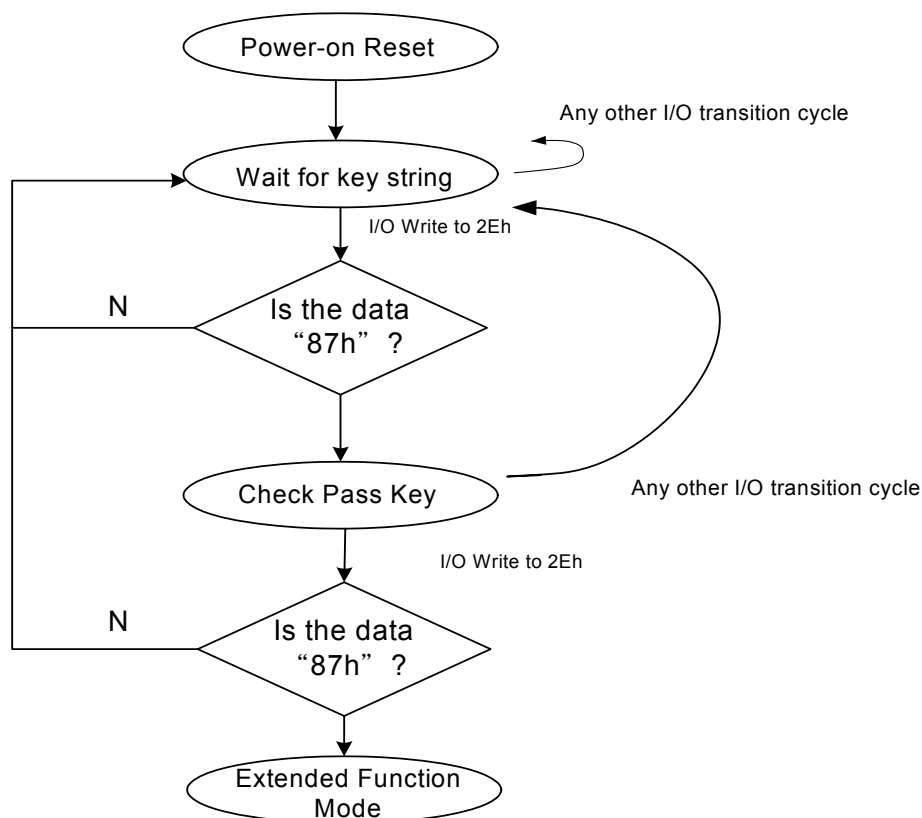 Power-on Reset
Any other I/O transition cycle
Wait for key string
I/O Write to 2Eh
N
Is the data
“87h” ?
Check Pass Key
Any other I/O transition cycle
I/O Write to 2Eh
N
Is the data
“87h” ?
Extended Function
Mode